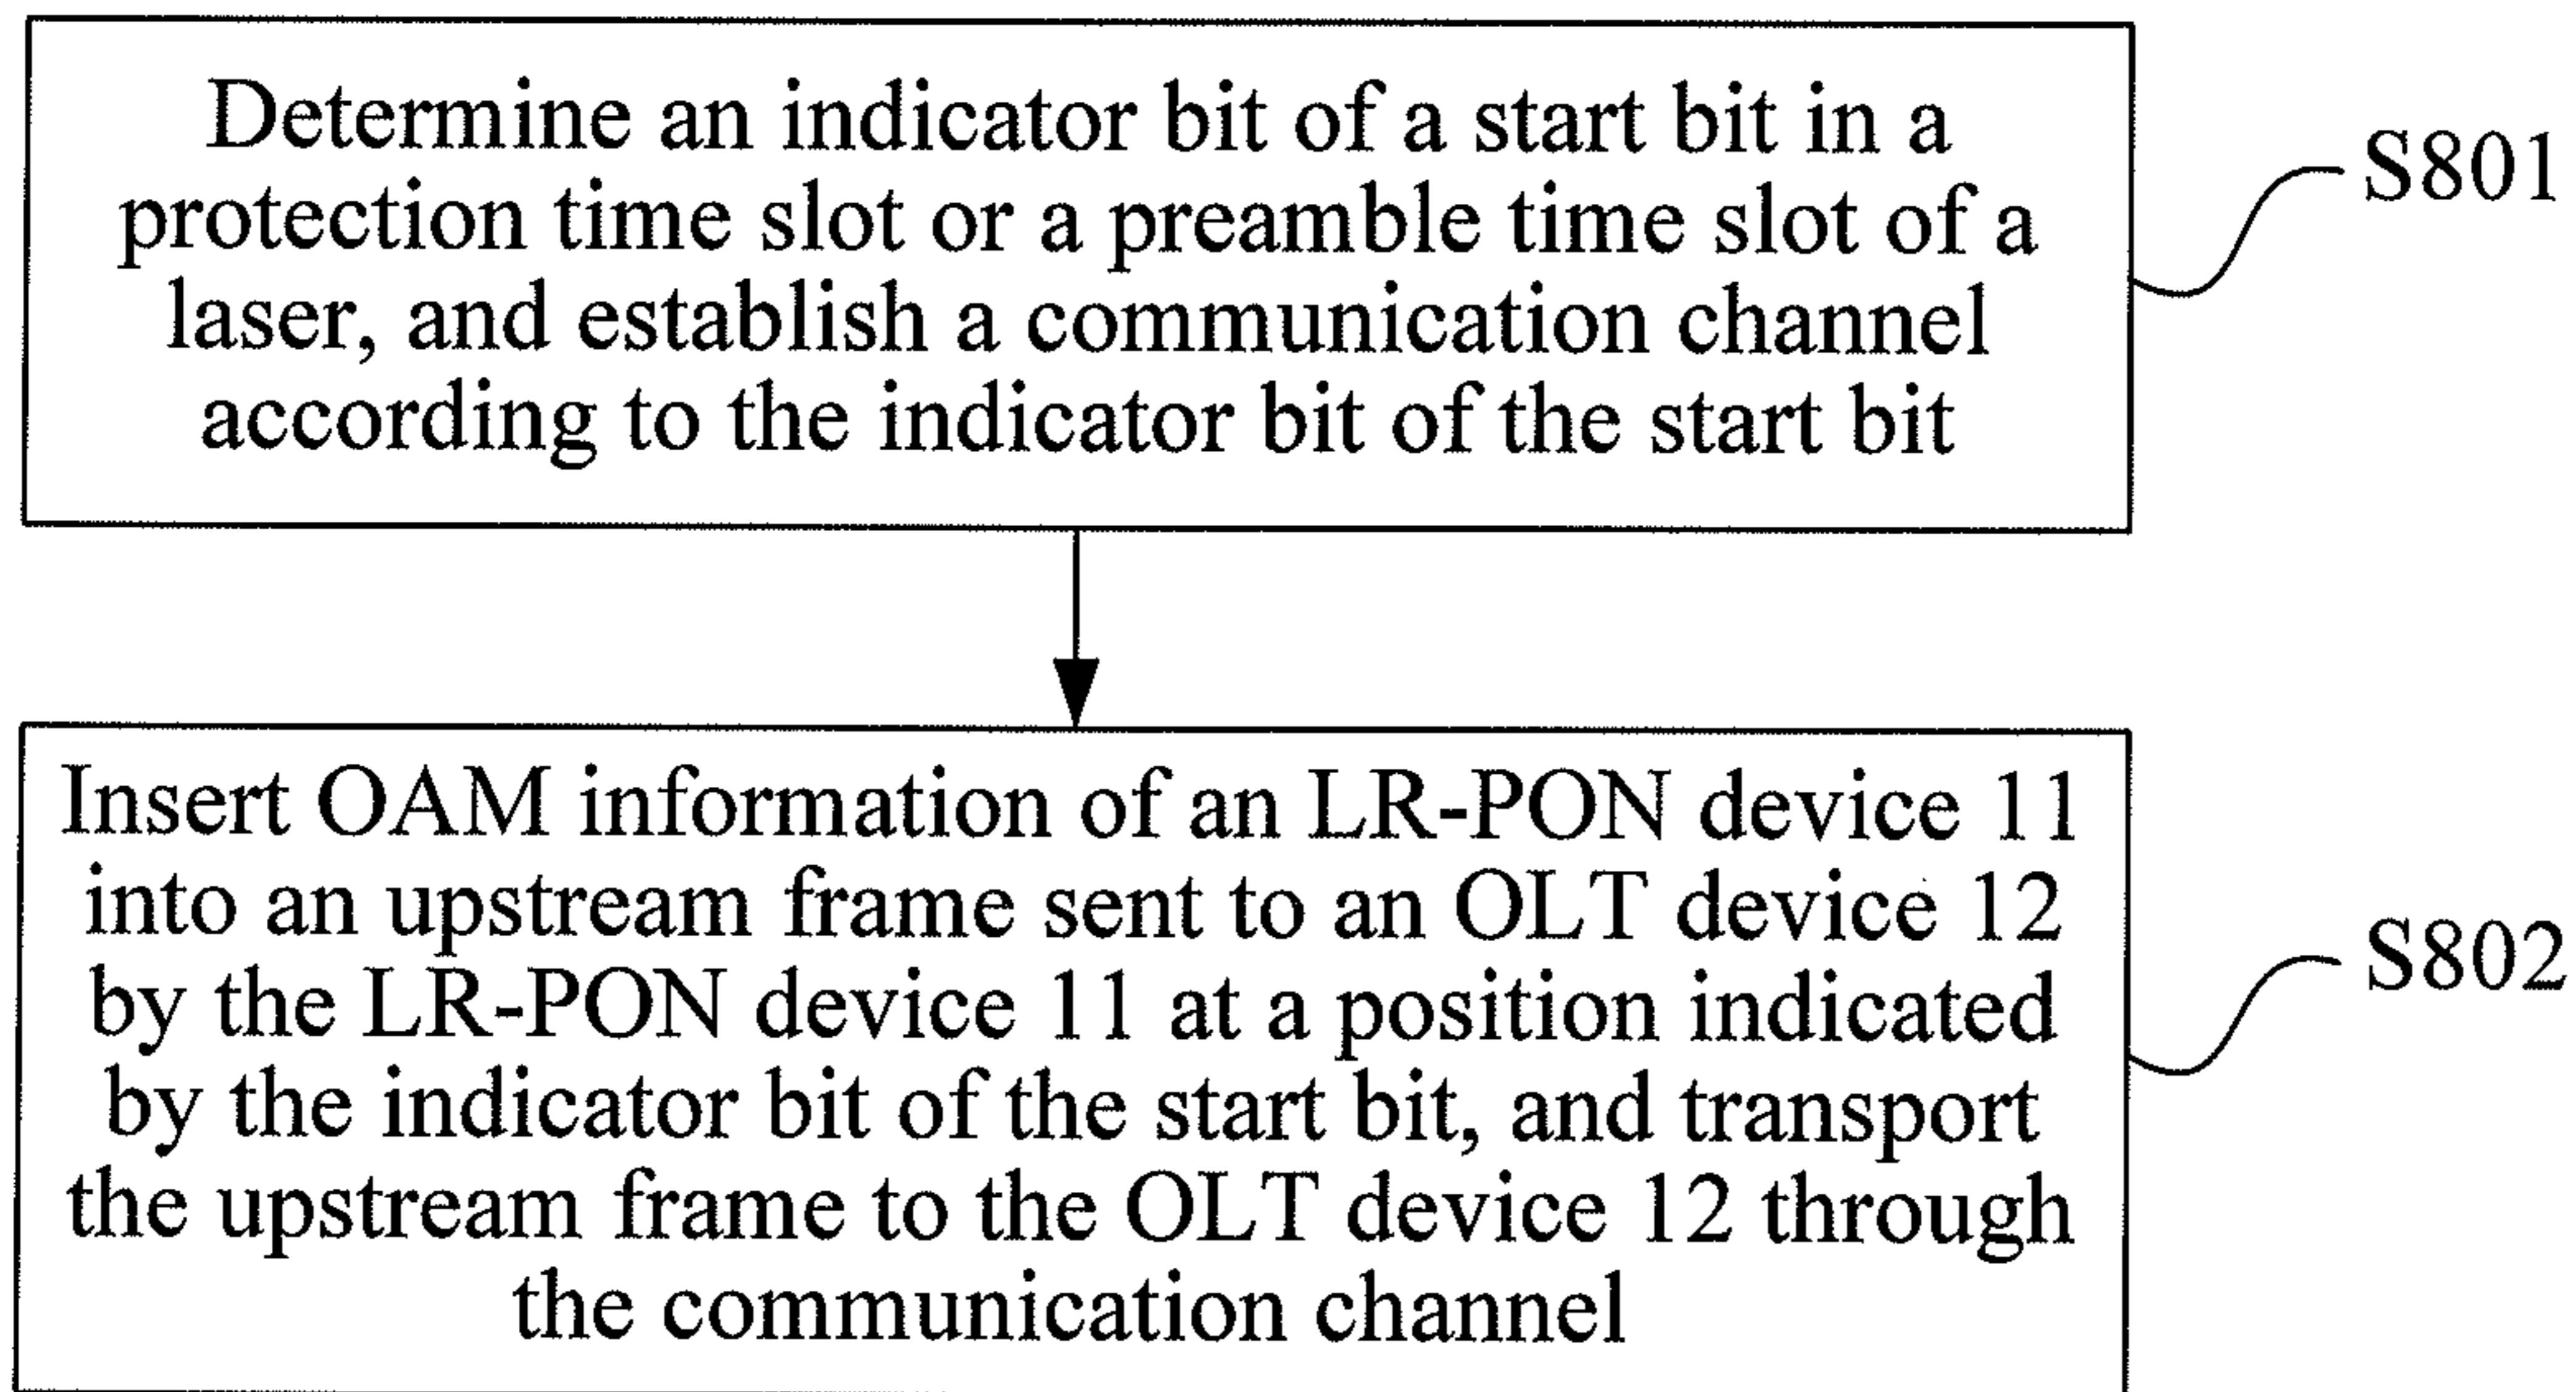 Determine an indicator bit of a start bit in a
protection time slot or a preamble time slot of a
laser, and establish a communication channel
according to the indicator bit of the start bit
S801
Insert OAM information of an LR-PON device 11
into an upstream frame sent to an OLT device 12
by the LR-PON device 11 at a position indicated
by the indicator bit of the start bit, and transport
the upstream frame to the OLT device 12 through
the communication channel
S802